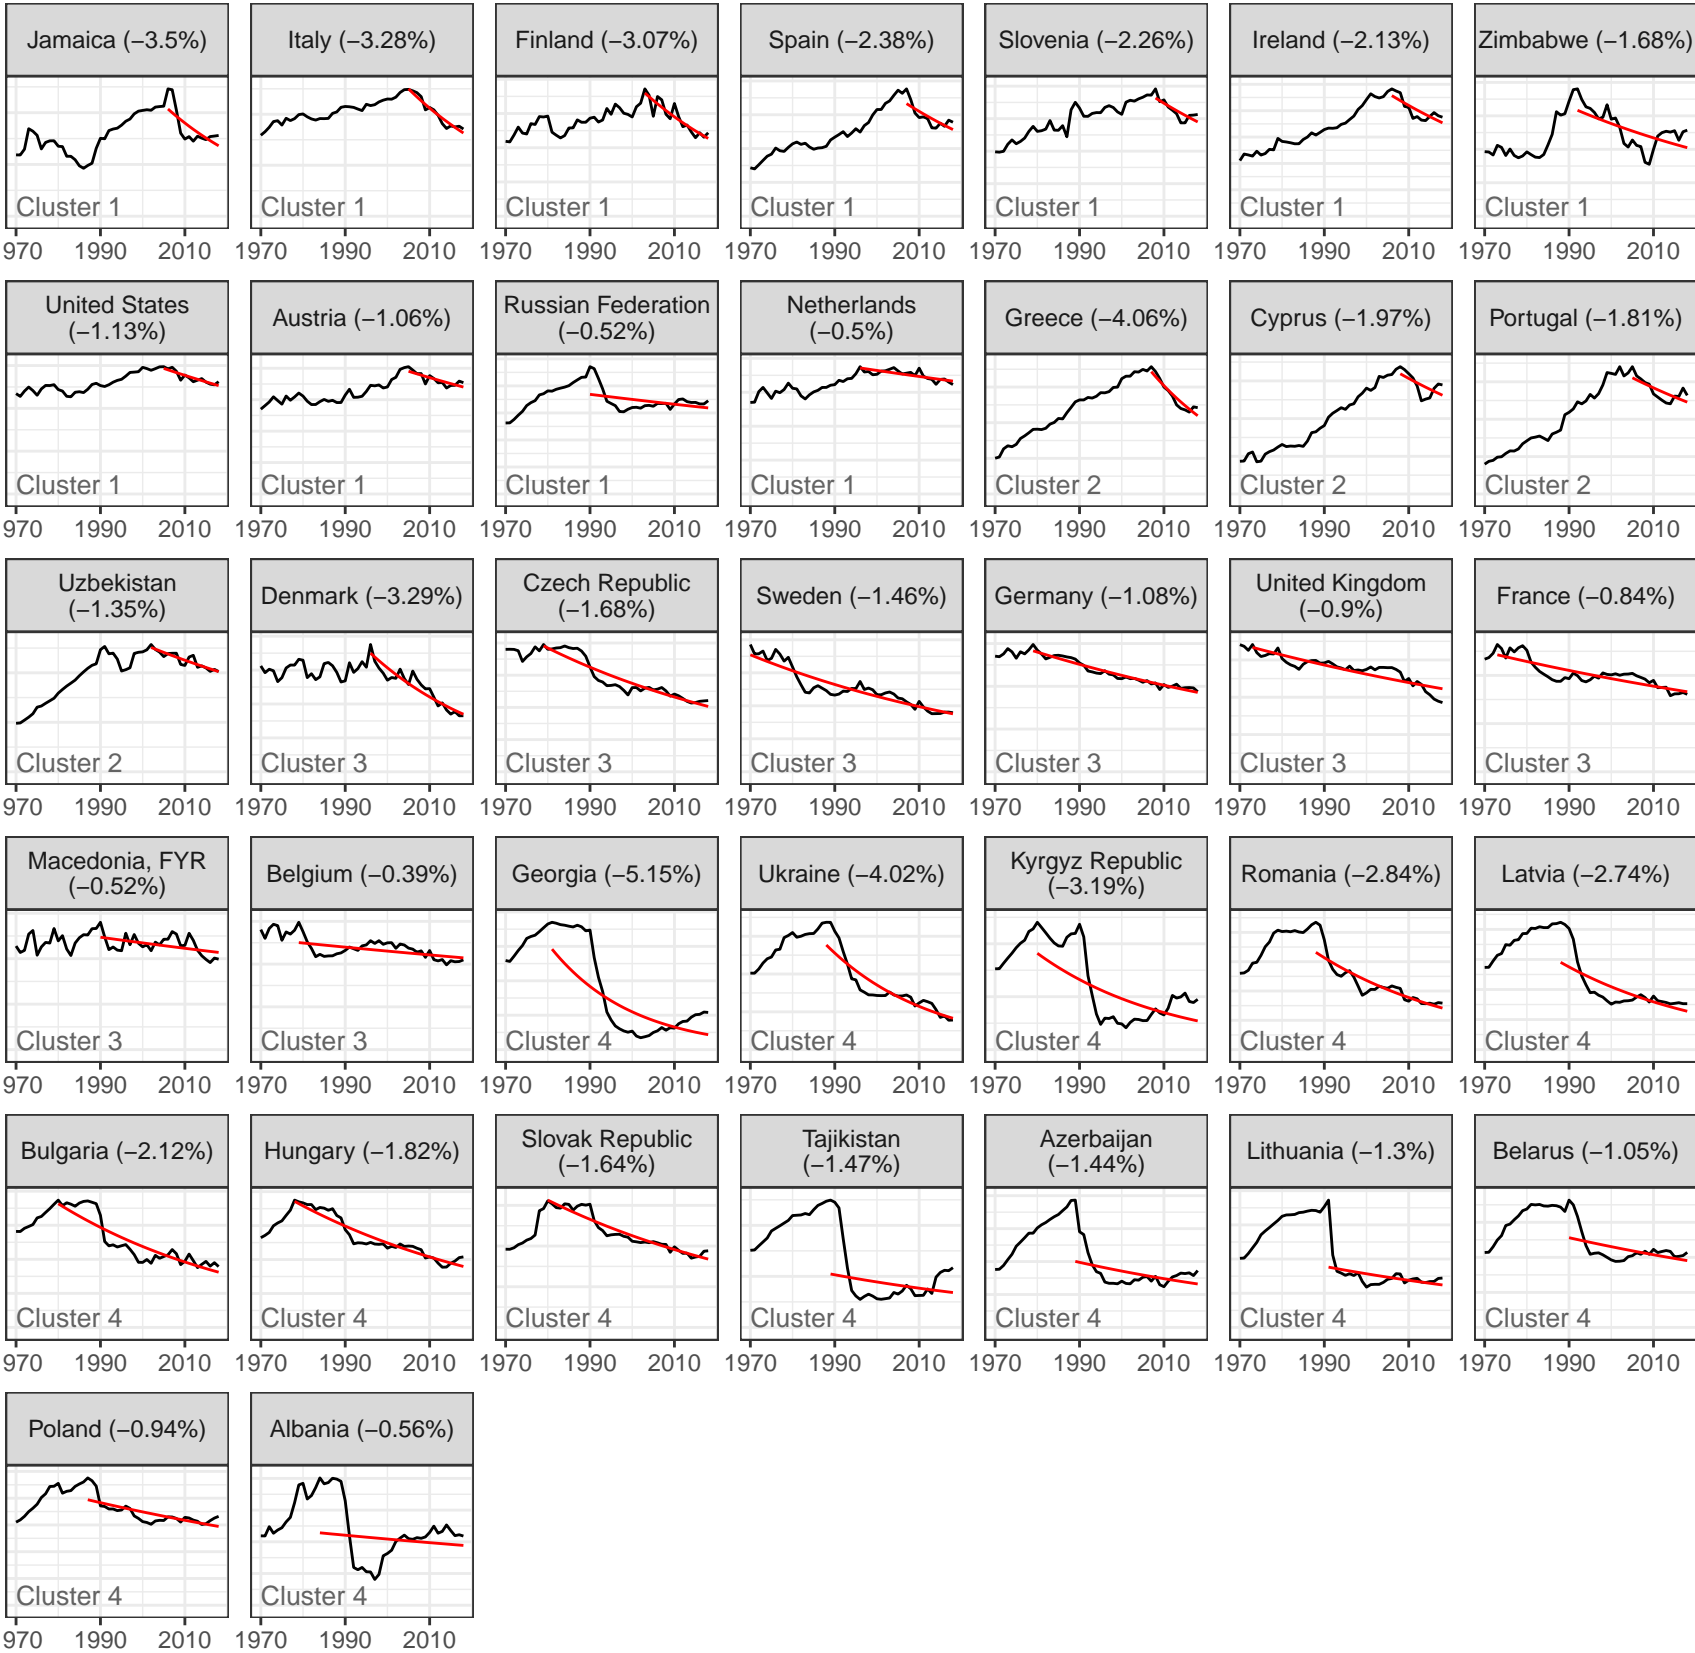 Jamaica (−3.5%) Italy (−3.28%) Finland (−3.07%) Spain (−2.38%) Slovenia (−2.26%) Ireland (−2.13%) Zimbabwe (−1.68%)
Cluster 1 Cluster 1 Cluster 1 Cluster 1 Cluster 1 Cluster 1 Cluster 1
970 1990 2010 1970 1990 2010 1970 1990 2010 1970 1990 2010 1970 1990 2010 1970 1990 2010 1970 1990 2010
United States
(−1.13%)
Austria (−1.06%)
Russian Federation
(−0.52%)
Netherlands
(−0.5%)
Greece (−4.06%) Cyprus (−1.97%) Portugal (−1.81%)
Cluster 1 Cluster 1 Cluster 1 Cluster 1 Cluster 2 Cluster 2 Cluster 2
970 1990 2010 1970 1990 2010 1970 1990 2010 1970 1990 2010 1970 1990 2010 1970 1990 2010 1970 1990 2010
Uzbekistan
(−1.35%)
Denmark (−3.29%)
Czech Republic
(−1.68%)
Sweden (−1.46%) Germany (−1.08%)
United Kingdom
(−0.9%)
France (−0.84%)
Cluster 2 Cluster 3 Cluster 3 Cluster 3 Cluster 3 Cluster 3 Cluster 3
970 1990 2010 1970 1990 2010 1970 1990 2010 1970 1990 2010 1970 1990 2010 1970 1990 2010 1970 1990 2010
Macedonia, FYR
(−0.52%)
Belgium (−0.39%) Georgia (−5.15%) Ukraine (−4.02%)
Kyrgyz Republic
(−3.19%)
Romania (−2.84%) Latvia (−2.74%)
Cluster 3 Cluster 3 Cluster 4 Cluster 4 Cluster 4 Cluster 4 Cluster 4
970 1990 2010 1970 1990 2010 1970 1990 2010 1970 1990 2010 1970 1990 2010 1970 1990 2010 1970 1990 2010
Bulgaria (−2.12%) Hungary (−1.82%)
Slovak Republic
(−1.64%)
Tajikistan
(−1.47%)
Azerbaijan
(−1.44%)
Lithuania (−1.3%) Belarus (−1.05%)
Cluster 4 Cluster 4 Cluster 4 Cluster 4 Cluster 4 Cluster 4 Cluster 4
970 1990 2010 1970 1990 2010 1970 1990 2010 1970 1990 2010 1970 1990 2010 1970 1990 2010 1970 1990 2010
Poland (−0.94%) Albania (−0.56%)
Cluster 4 Cluster 4
970 1990 2010 1970 1990 2010